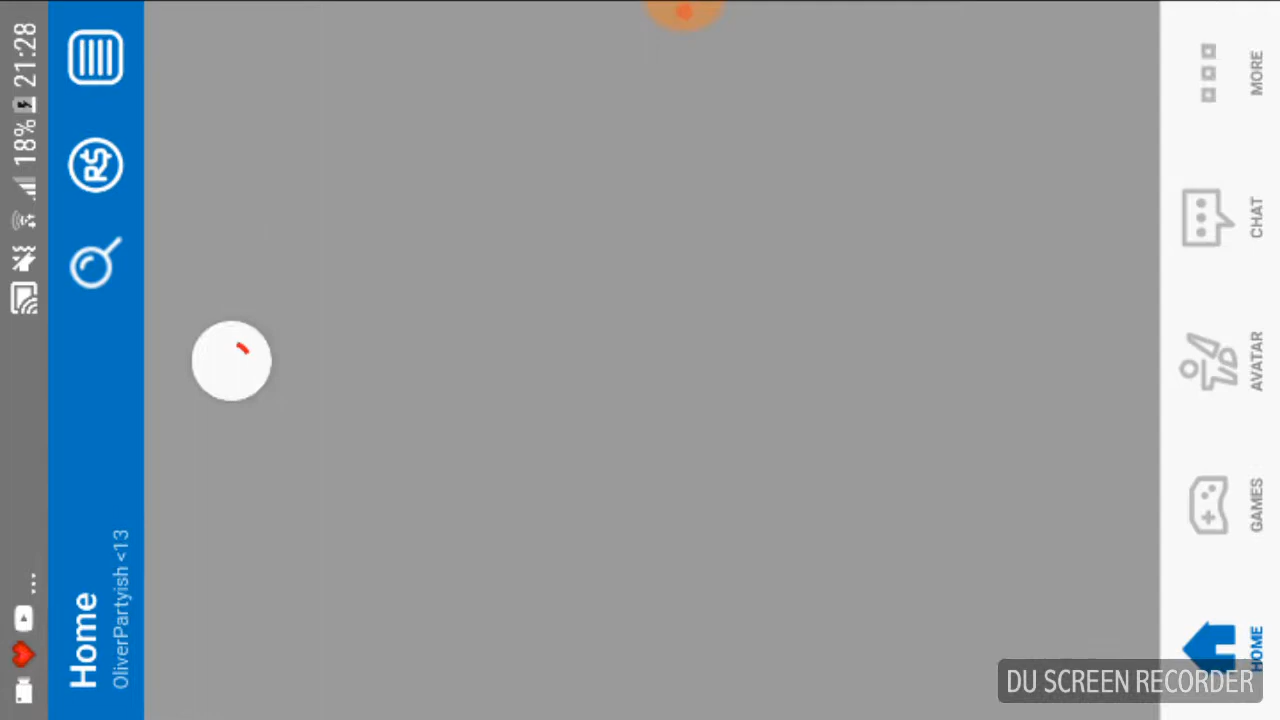 18% 21:28
Home
OliverPartyish <13
R$
HOME
GAMES
AVATAR
CHAT
MORE
DU SCREEN RECORDER